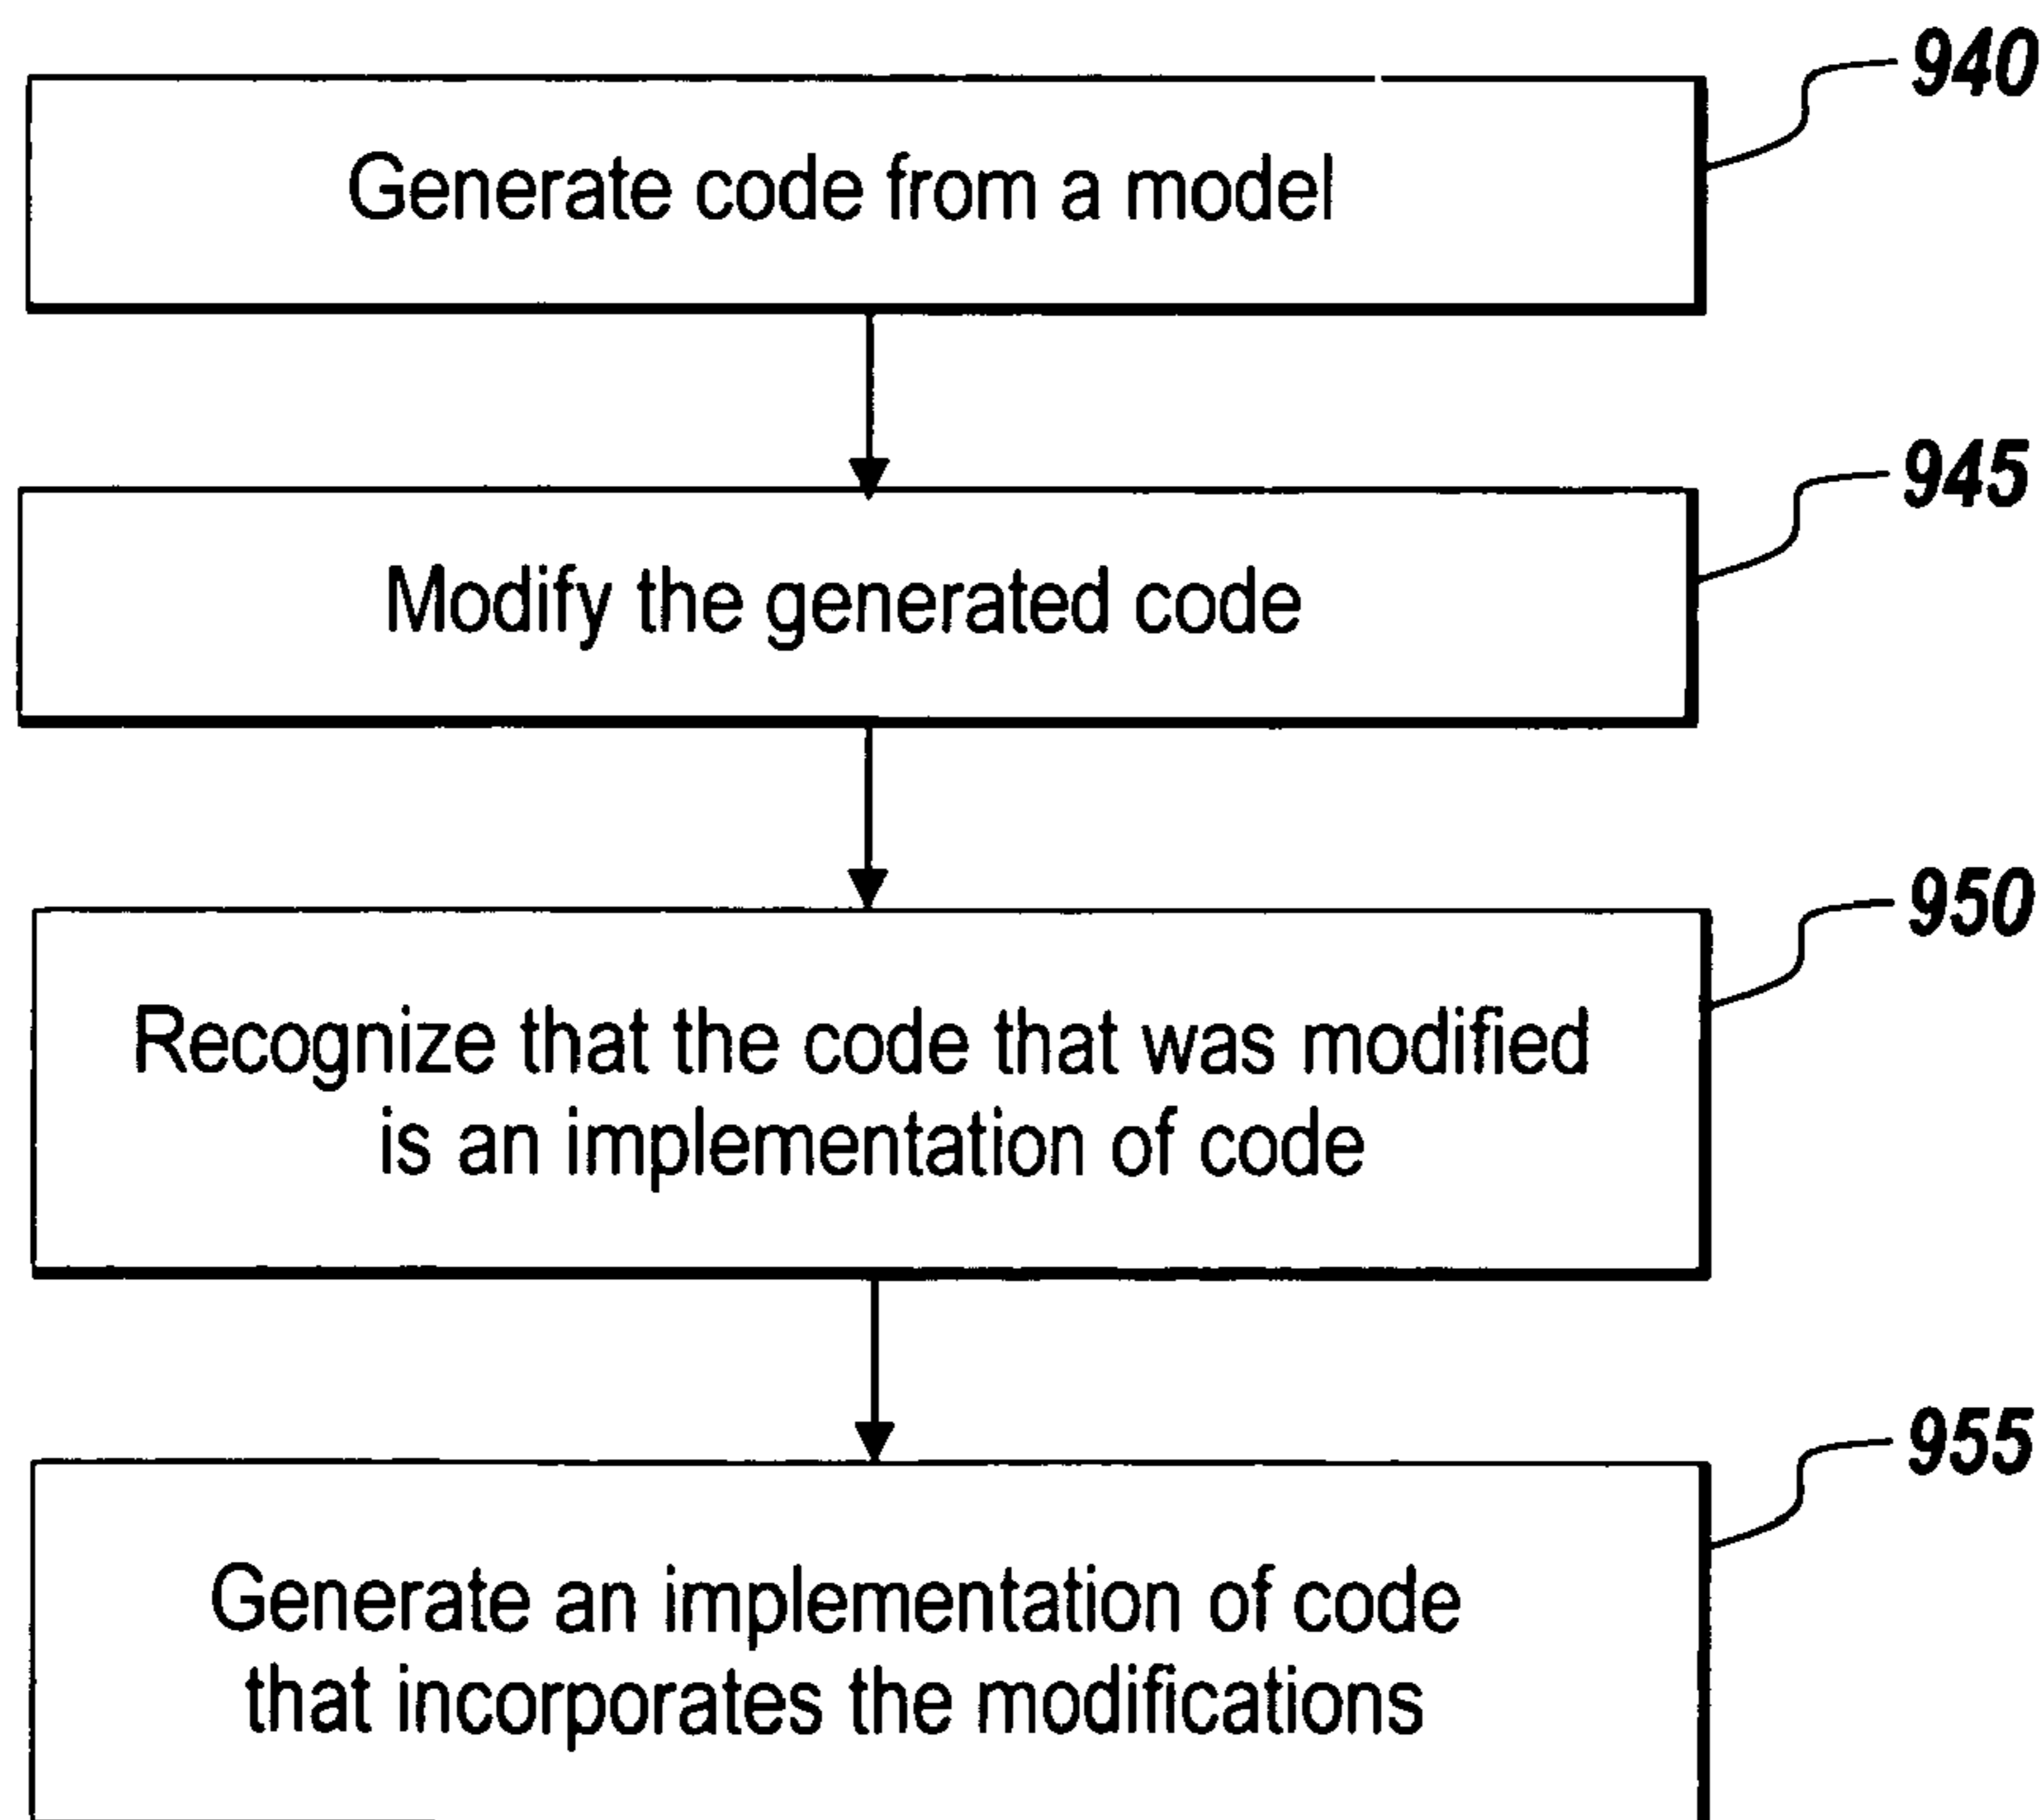 940
Generate code from a model
945
Modify the generated code
950
Recognize that the code that was modified
is an implementation of code
955
Generate an implementation of code
that incorporates the modifications